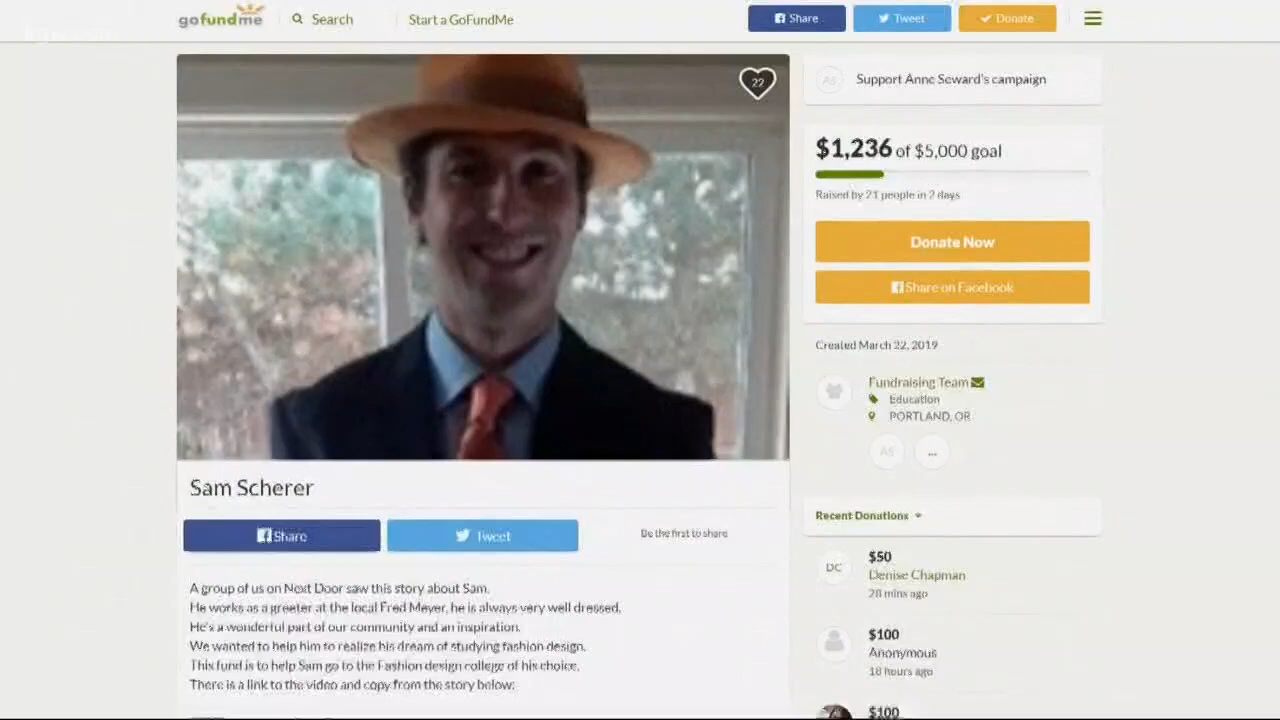 gofundme
Search
Start a GoFundMe
Share
Tweet
Donate
22
AS
Support Anne Seward's campaign
$1,236 of $5,000 goal
Raised by 21 people in 2 days
Donate Now
Share on Facebook
Created March 22, 2019
Fundraising Team
Education
PORTLAND, OR
AS
...
Sam Scherer
Share
Tweet
Be the first to share
A group of us on Next Door saw this story about Sam.
He works as a greeter at the local Fred Meyer, he is always very well dressed.
He's a wonderful part of our community and an inspiration.
We wanted to help him to realize his dream of studying fashion design.
This fund is to help Sam go to the Fashion design college of his choice.
There is a link to the video and copy from the story below:
Recent Donations
DC
$50
Denise Chapman
28 mins ago
$100
Anonymous
18 hours ago
$100